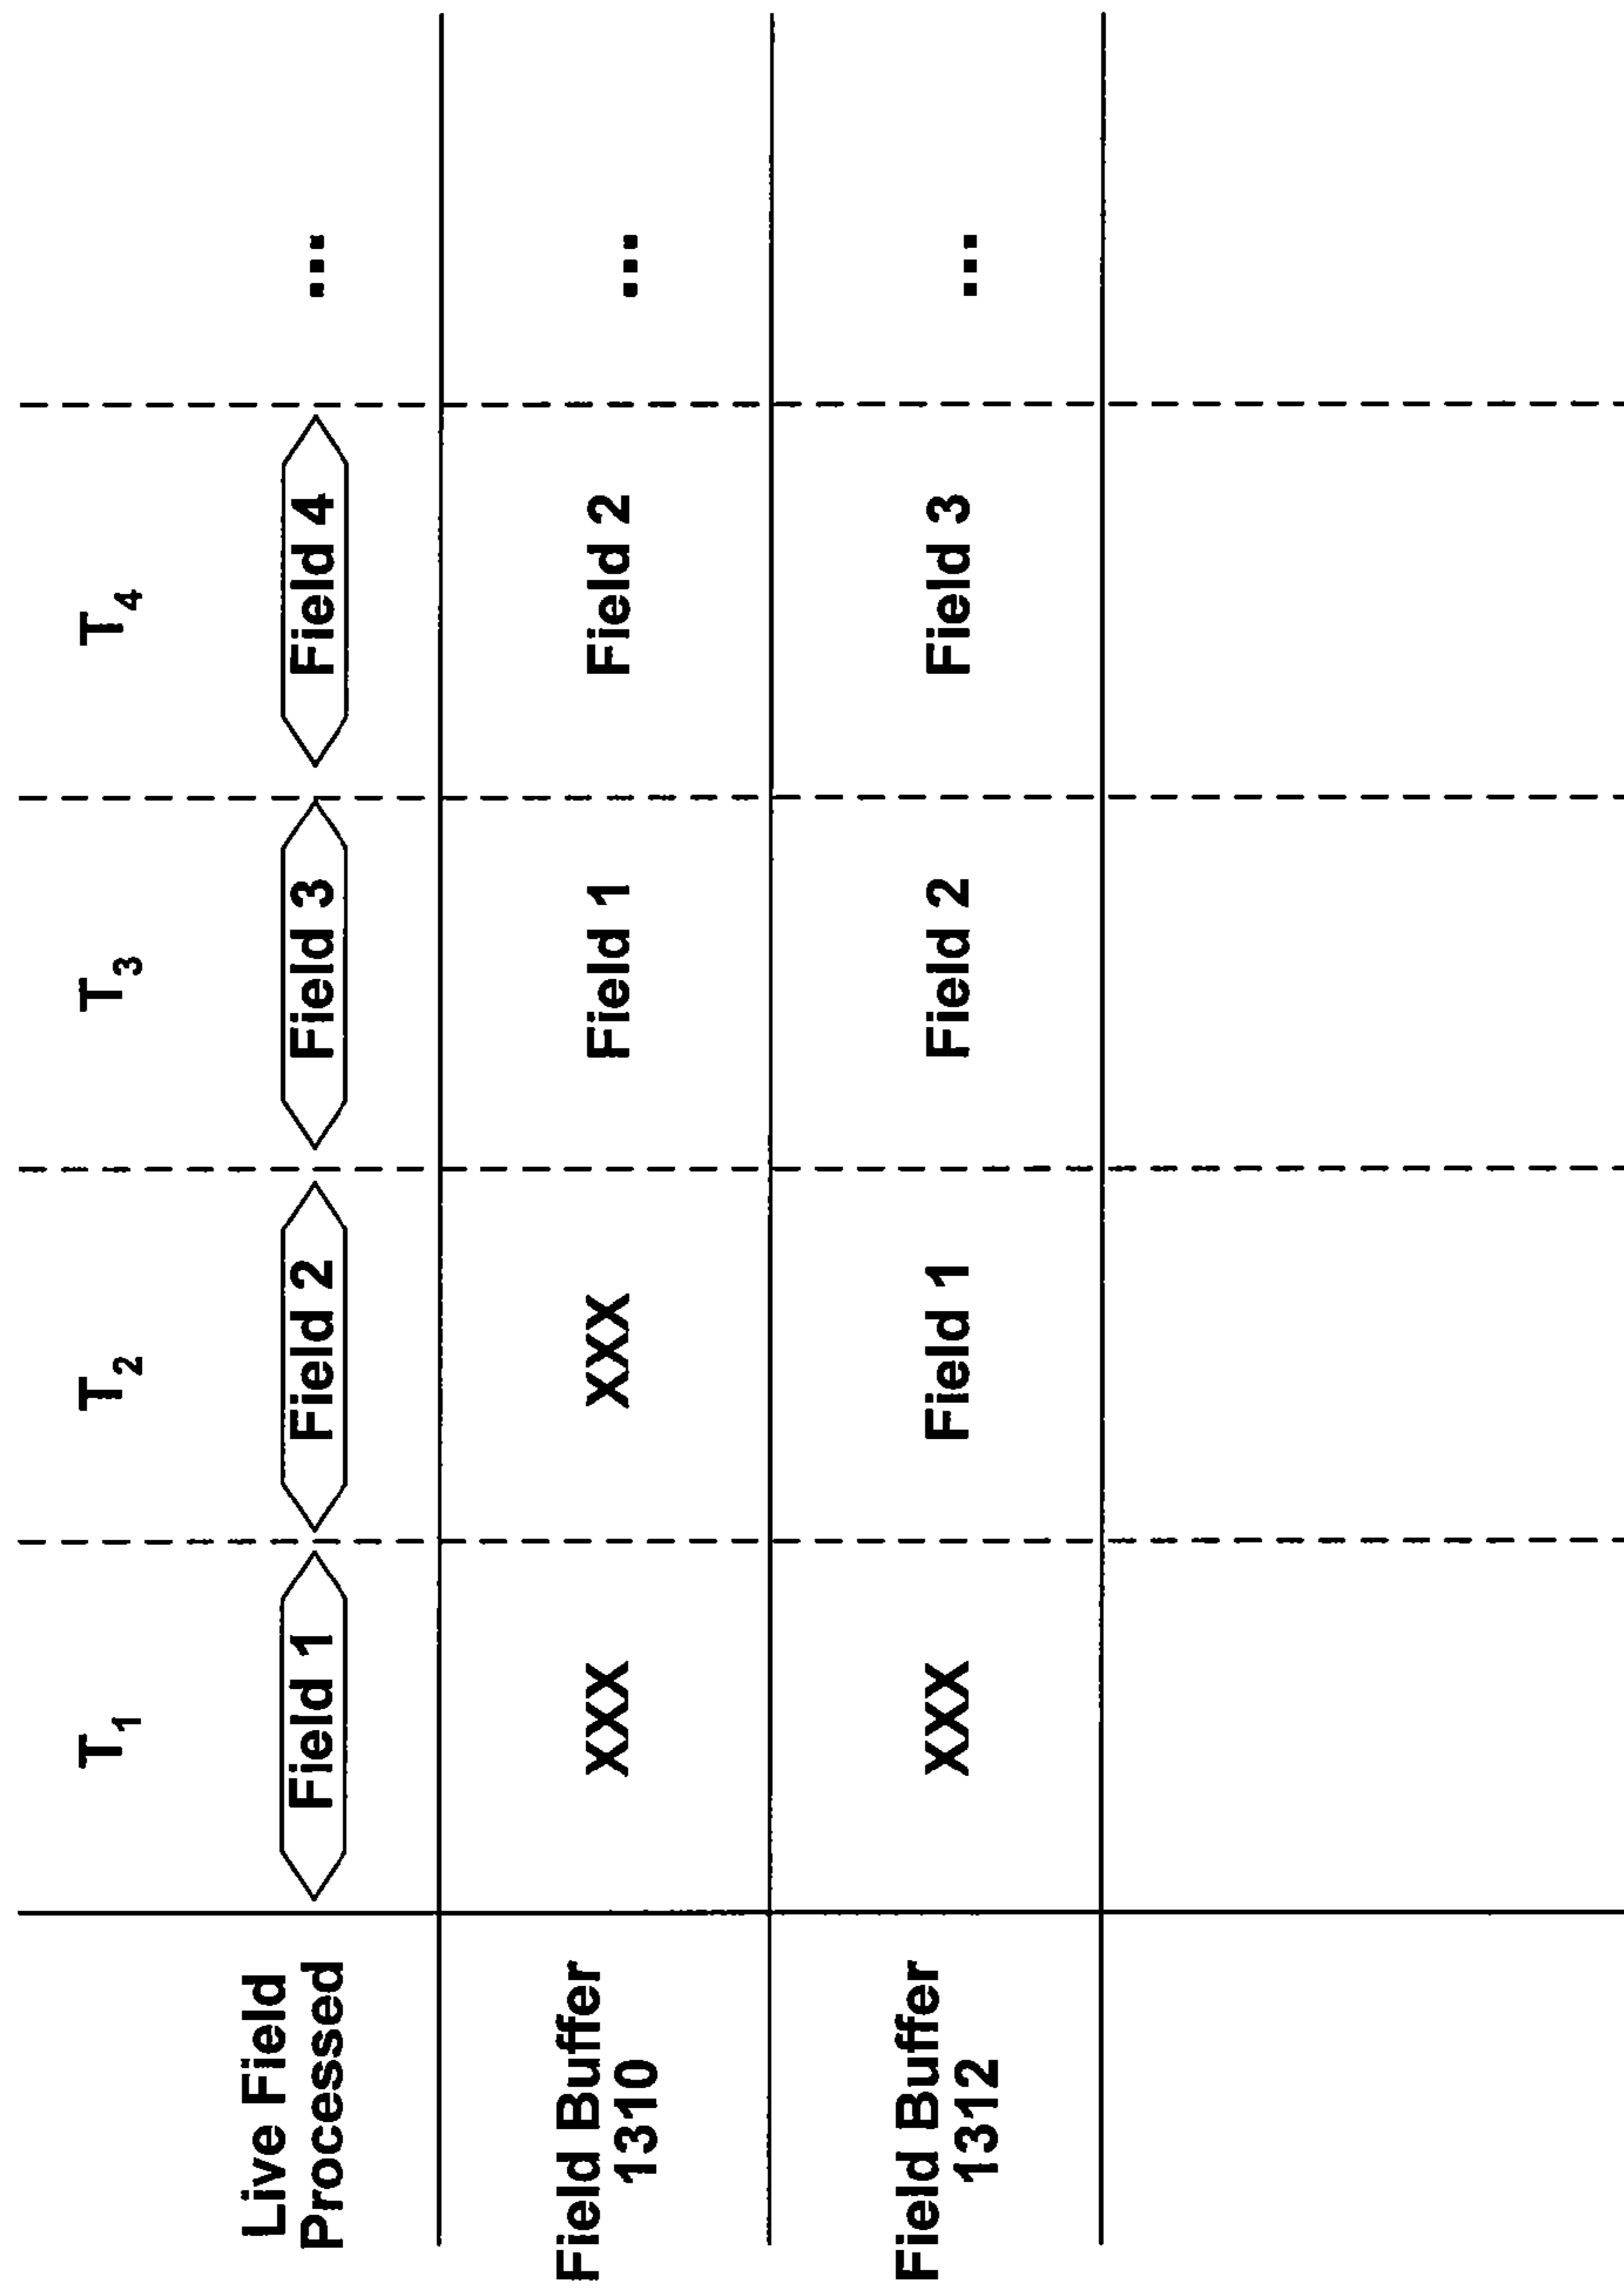 T1 T2 T3 T4
Live Field
Processed
Field 1 Field 2 Field 3 Field 4 ...
Field Buffer
1310
XXX XXX Field 1 Field 2 ...
Field Buffer
1312
XXX Field 1 Field 2 Field 3 ...